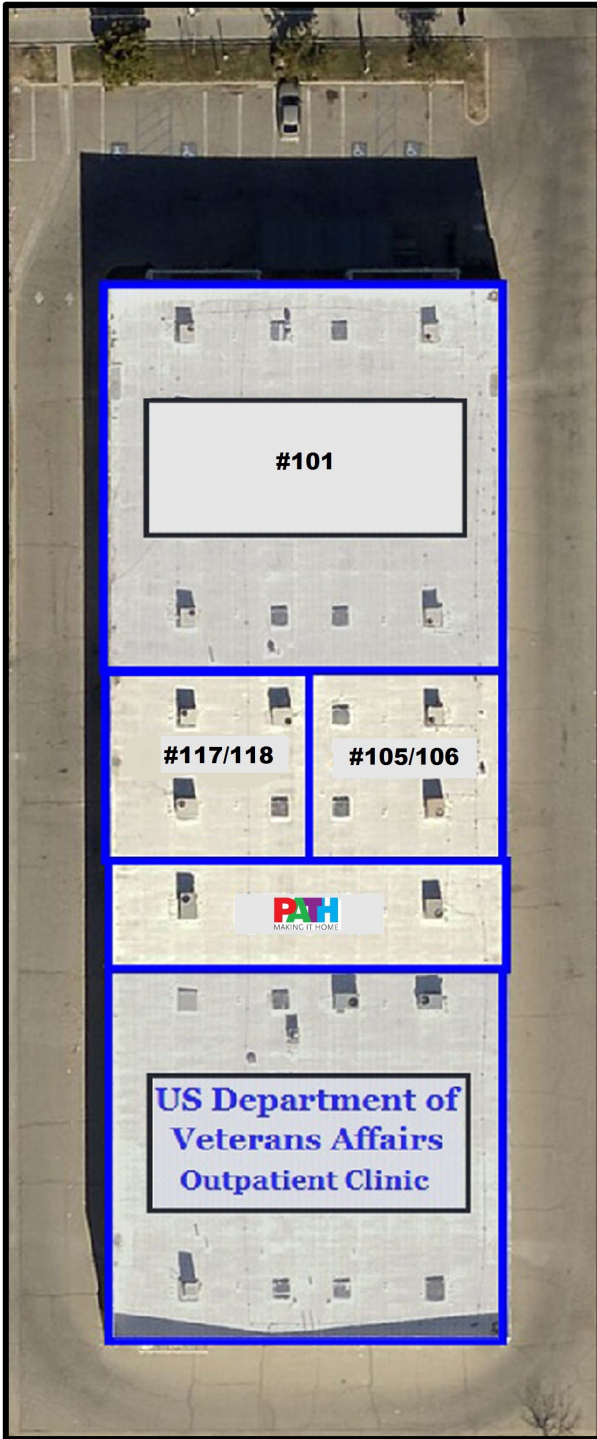 #101
#117/118
#105/106
PATH
MAKING IT HOME
US Department of
Veterans Affairs
Outpatient Clinic